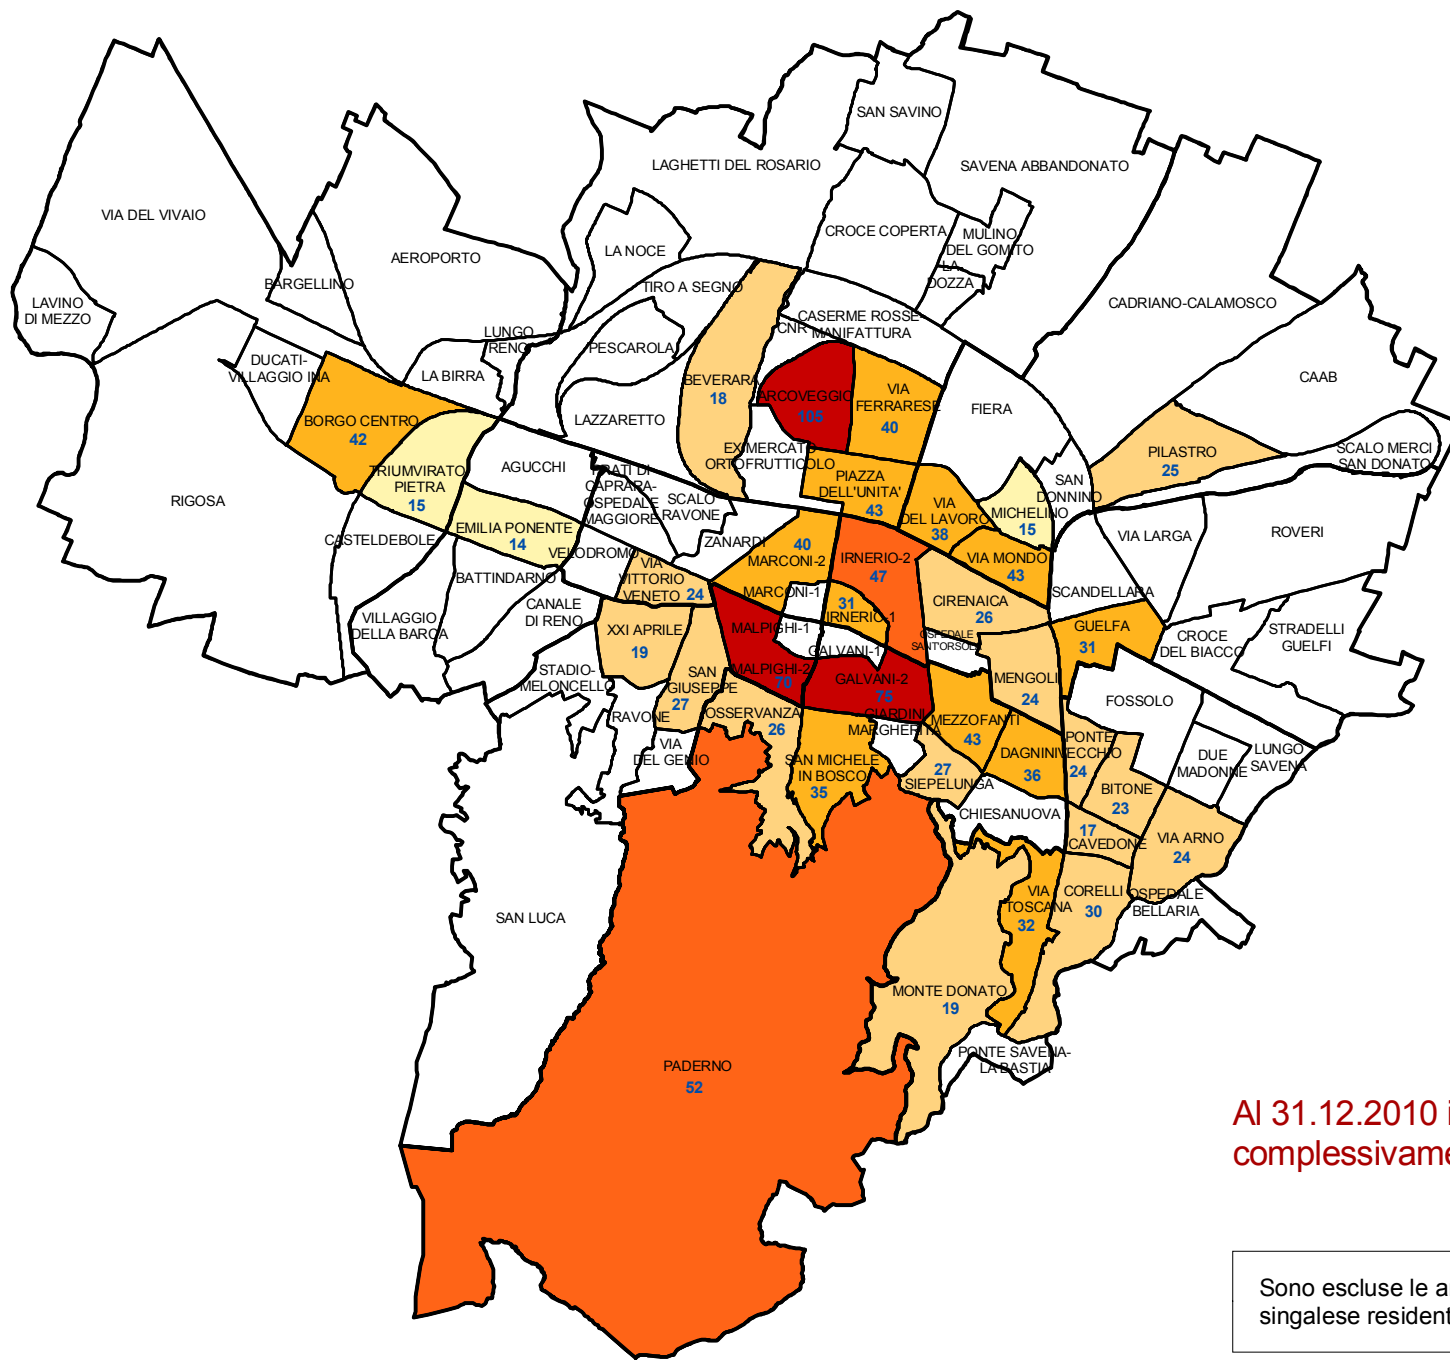 SAN SAVINO
LAGHETTI DEL ROSARIO
SAVENA ABBANDONATO
VIA DEL VIVAIO
CROCE COPERTA
MULINO
DEL GOMITO
LA
DOZZA
LA NOCE
AEROPORTO
BARGELLINO
TIRO A SEGNO
LAVINO
DI MEZZO
CADRIANO-CALAMOSCO
CASERME ROSSE-
MANIFATTURA
CNR
LUNGO
RENO
PESCAROLA
DUCATI-
VILLAGGIO INA
LA BIRRA
CAAB
BEVERARA
18
ARCOVEGGIO
105
VIA
FERRARESE
40
FIERA
BORGO CENTRO
42
LAZZARETTO
EX MERCATO
ORTOFRUTTICOLO
PILASTRO
25
SCALO MERCI
SAN DONATO
TRIUMVIRATO
PIETRA
15
AGUCCHI
PRATI DI
CAPRARA-
OSPEDALE
MAGGIORE
SCALO
RAVONE
PIAZZA
DELL'UNITA'
43
VIA
DEL LAVORO
38
SAN
DONNINO
MICHELINO
15
RIGOSA
EMILIA PONENTE
14
CASTELDEBOLE
VELODROMO
ZANARDI
40
MARCONI-2
IRNERIO-2
47
VIA MONDO
43
VIA LARGA
ROVERI
BATTINDARNO
VIA
VITTORIO
VENETO
24
MARCONI-1
31
IRNERIO-1
CIRENAICA
26
SCANDELLARA
VILLAGGIO
DELLA BARCA
CANALE
DI RENO
XXI APRILE
19
MALPIGHI-1
GALVANI-1
OSPEDALE
SANT'ORSOLA
GUELFA
31
CROCE
DEL BIACCO
STRADELLI
GUELFI
STADIO-
MELONCELLO
SAN
GIUSEPPE
27
MALPIGHI-2
70
GALVANI-2
76
MENGOLI
24
FOSSOLO
RAVONE
OSSERVANZA
26
GIARDINI
MARGHERITA
MEZZOFANTI
43
VIA
DEL GENIO
SAN MICHELE
IN BOSCO
35
27
SIEPELUNGA
DAGNINI
36
PONTE
VECCHIO
24
DUE
MADONNE
LUNGO
SAVENA
BITONE
23
CHIESANUOVA
17
CAVEDONE
VIA ARNO
24
SAN LUCA
VIA
TOSCANA
32
CORELLI
30
OSPEDALE
BELLARIA
MONTE DONATO
19
PADERNO
52
PONTE SAVENA-
LA BASTIA
Al 31.12.2010 i
complessivame
Sono escluse le a
singalese resident